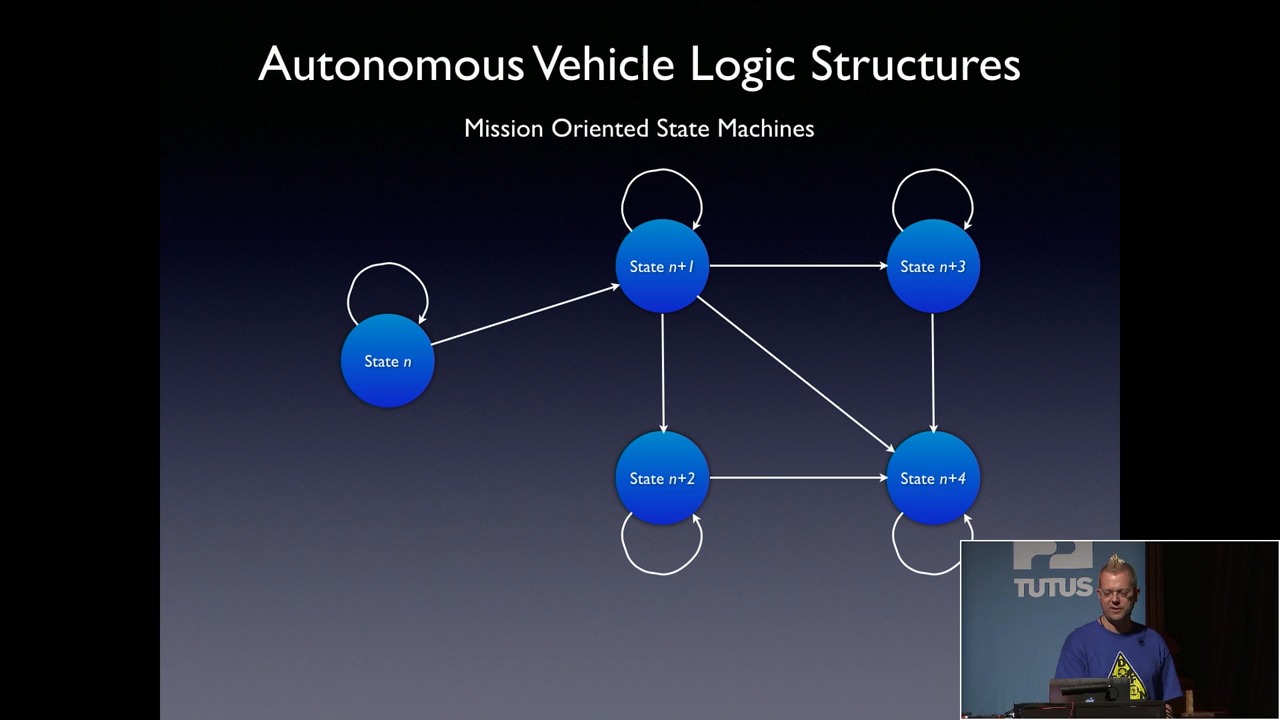 Autonomous Vehicle Logic Structures
Mission Oriented State Machines
State n+1
State n+3
State n
State n+2
State n+4
TUTUS